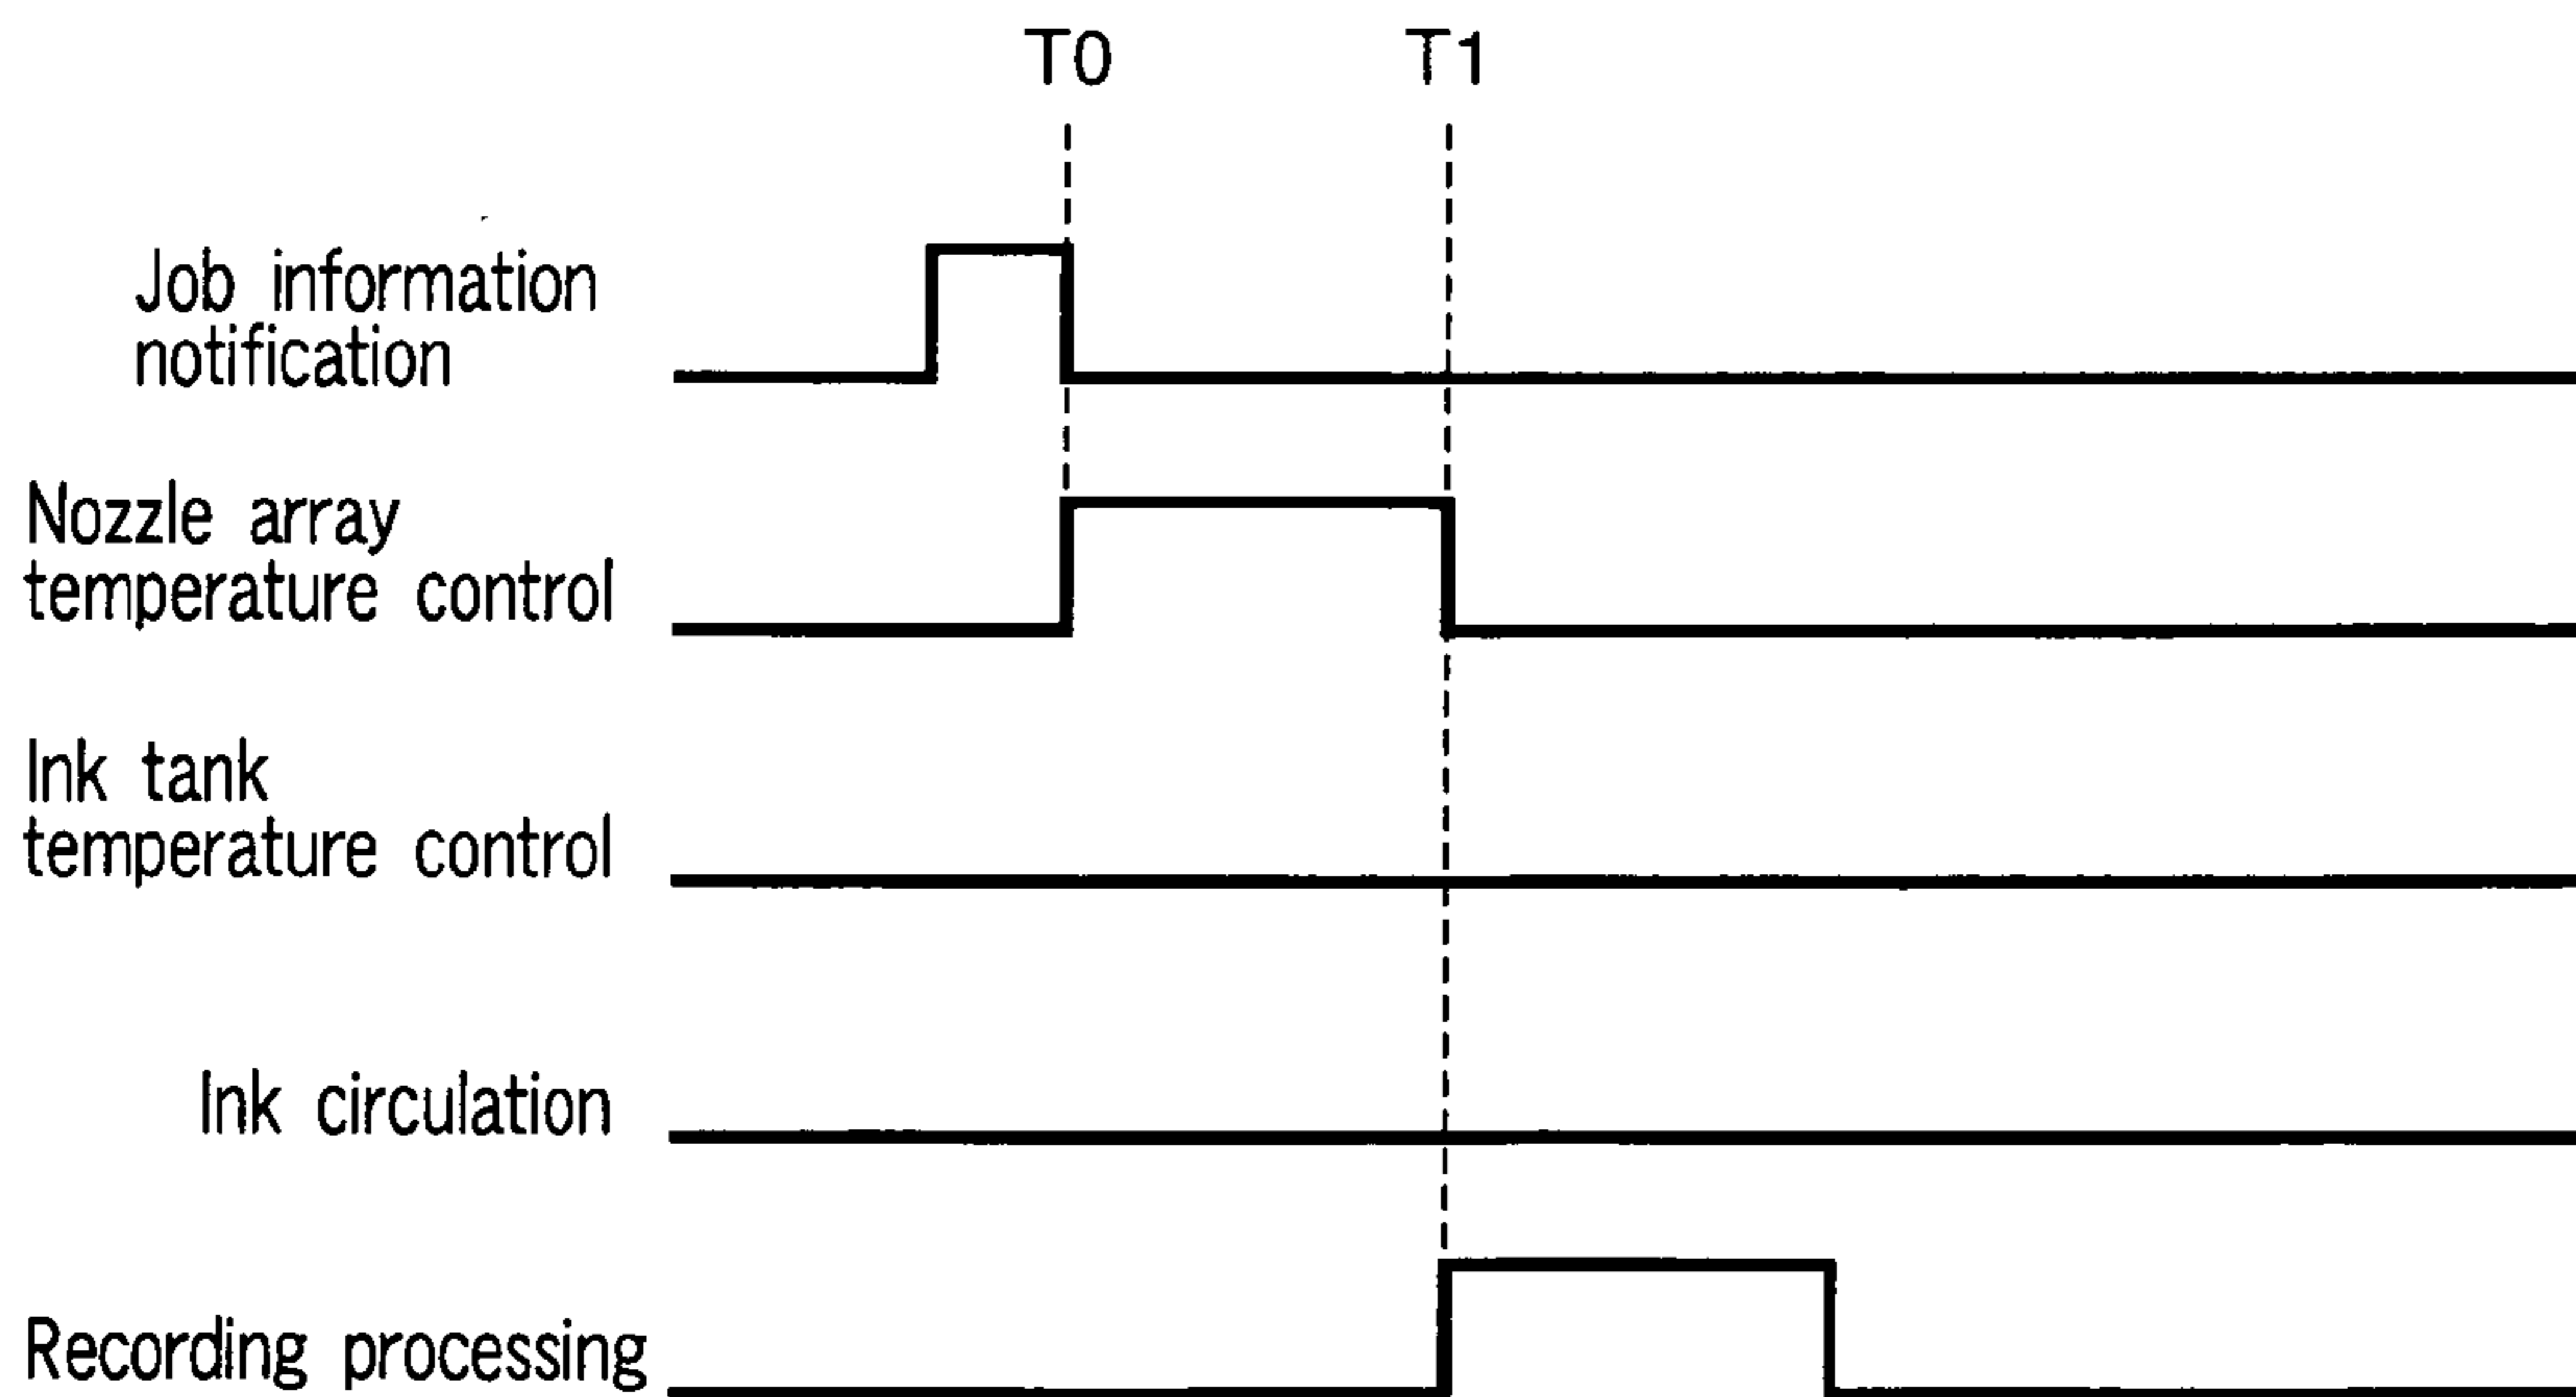 T0 T1
Job information
notification
Nozzle array
temperature control
Ink tank
temperature control
Ink circulation
Recording processing